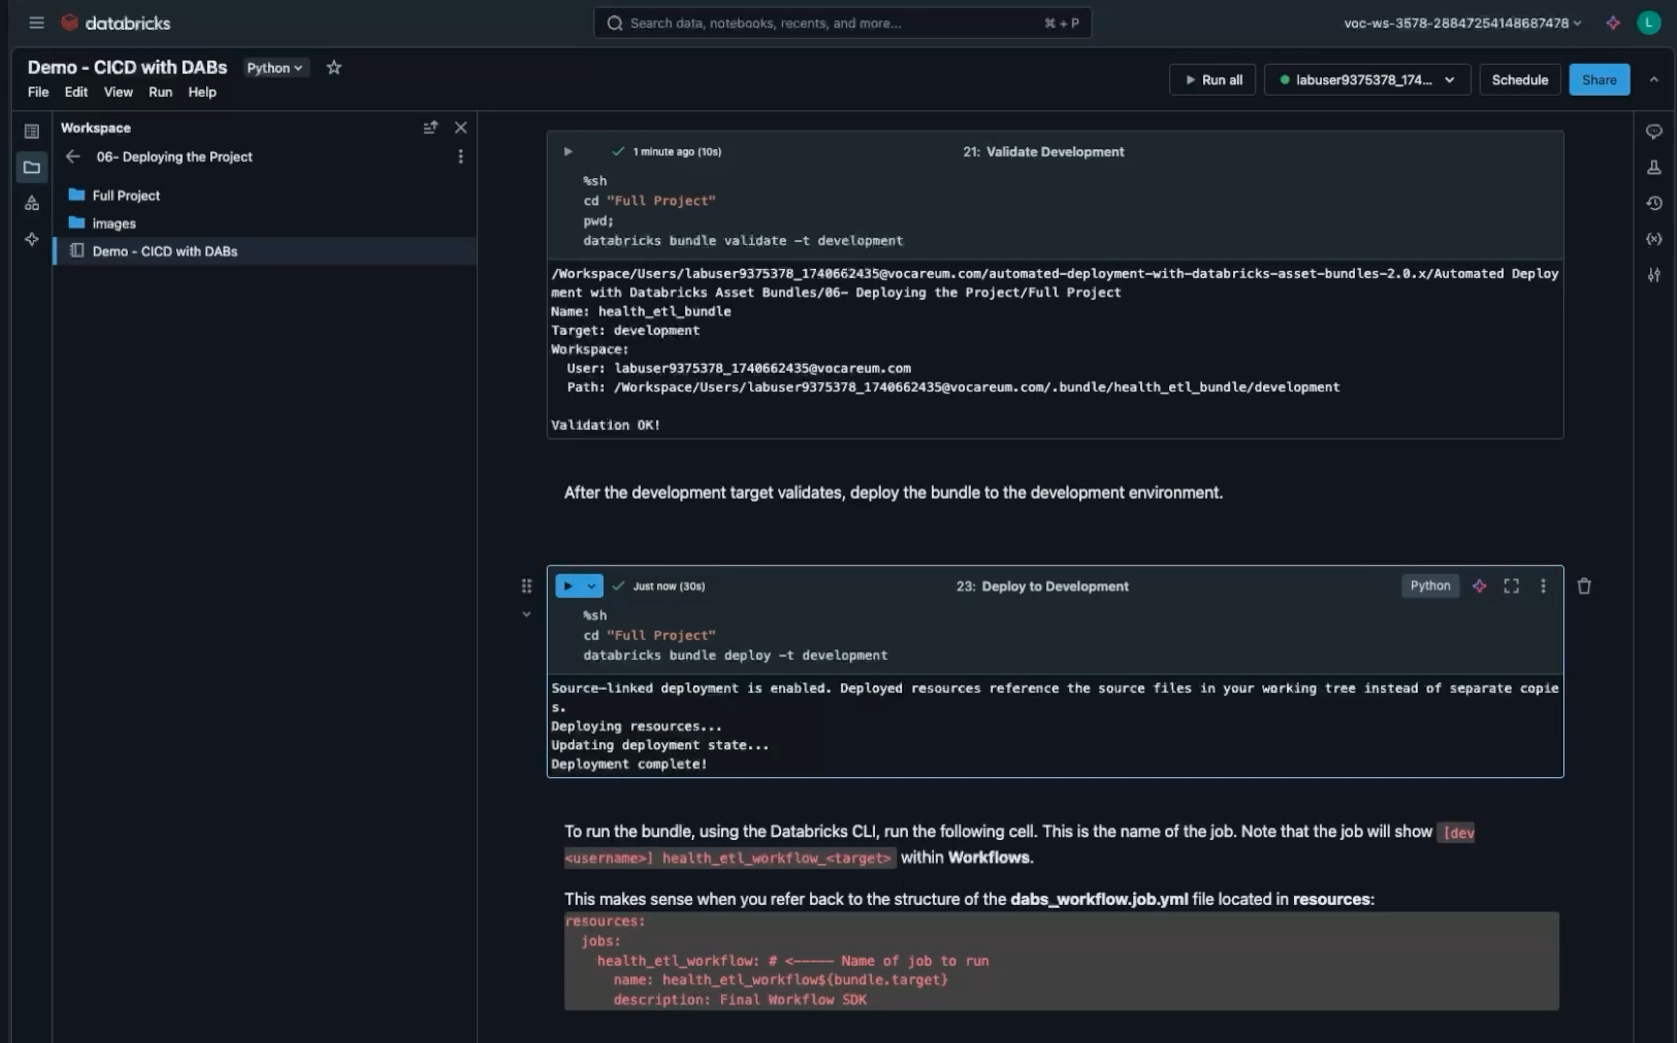 databricks
Search data, notebooks, recents, and more...
⌘ + P
voc-ws-3578-28847254148687478
L
Demo - CICD with DABs
Python
File Edit View Run Help
Run all
labuser9375378_174...
Schedule
Share
Workspace
06- Deploying the Project
Full Project
images
Demo - CICD with DABs
1 minute ago (10s)
21: Validate Development
%sh
cd "Full Project"
pwd;
databricks bundle validate -t development
/Workspace/Users/labuser9375378_1740662435@vocareum.com/automated-deployment-with-databricks-asset-bundles-2.0.x/Automated Deploy
ment with Databricks Asset Bundles/06- Deploying the Project/Full Project
Name: health_etl_bundle
Target: development
Workspace:
User: labuser9375378_1740662435@vocareum.com
Path: /Workspace/Users/labuser9375378_1740662435@vocareum.com/.bundle/health_etl_bundle/development
Validation OK!
After the development target validates, deploy the bundle to the development environment.
Just now (30s)
23: Deploy to Development
Python
%sh
cd "Full Project"
databricks bundle deploy -t development
Source-linked deployment is enabled. Deployed resources reference the source files in your working tree instead of separate copie
s.
Deploying resources...
Updating deployment state...
Deployment complete!
To run the bundle, using the Databricks CLI, run the following cell. This is the name of the job. Note that the job will show [dev
<username>] health_etl_workflow_<target> within Workflows.
This makes sense when you refer back to the structure of the dabs_workflow.job.yml file located in resources:
resources:
jobs:
health_etl_workflow: # <----- Name of job to run
name: health_etl_workflow${bundle.target}
description: Final Workflow SDK